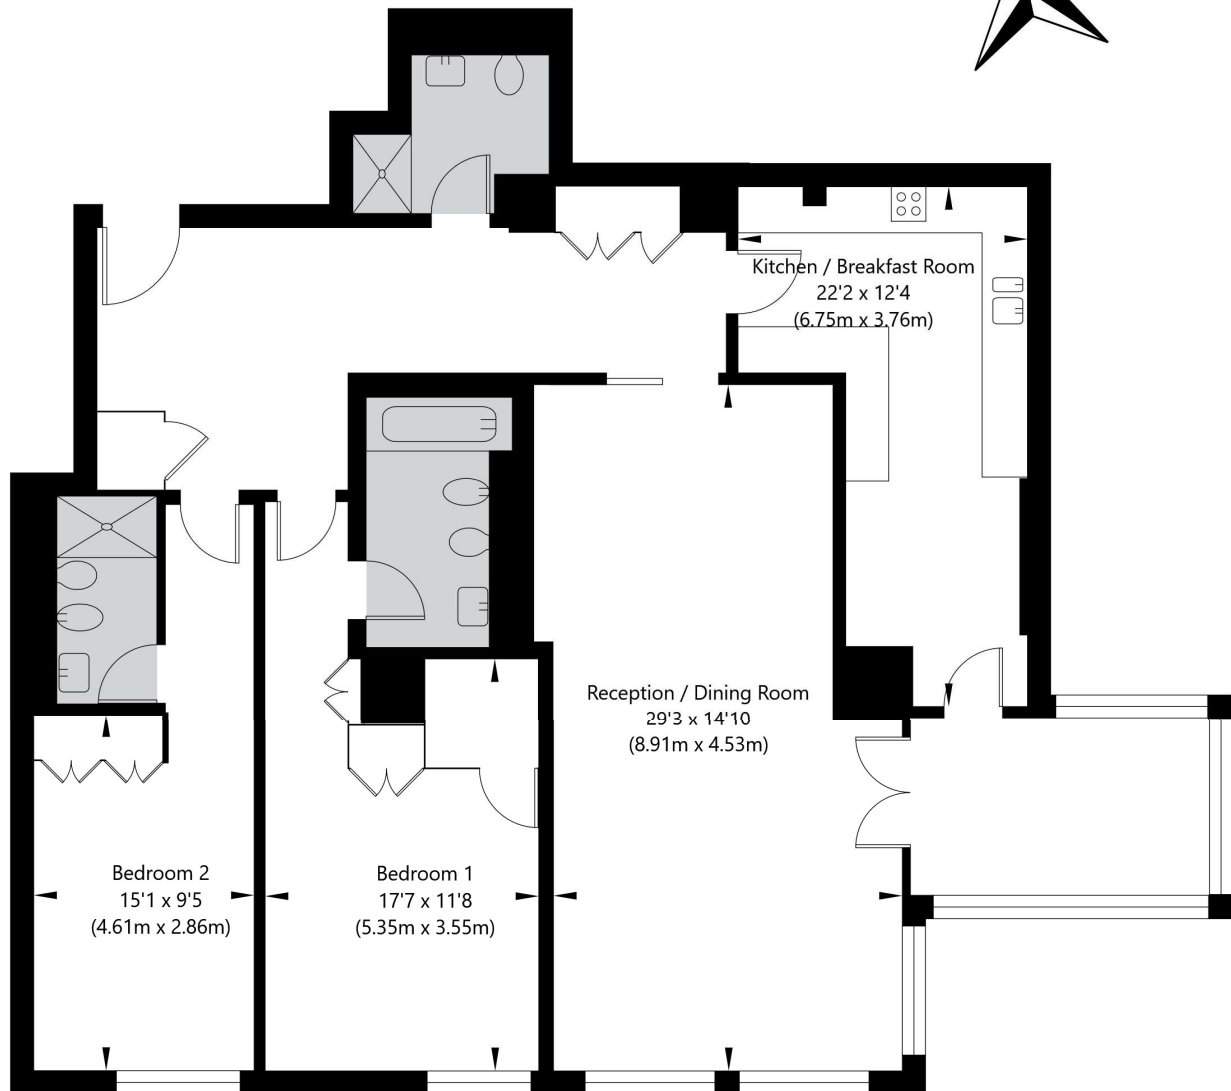 Kitchen / Breakfast Room
22'2 x 12'4
(6.75m x 3.76m)
Reception / Dining Room
29'3 x 14'10
(8.91m x 4.53m)
Bedroom 2
15'1 x 9'5
(4.61m x 2.86m)
Bedroom 1
17'7 x 11'8
(5.35m x 3.55m)